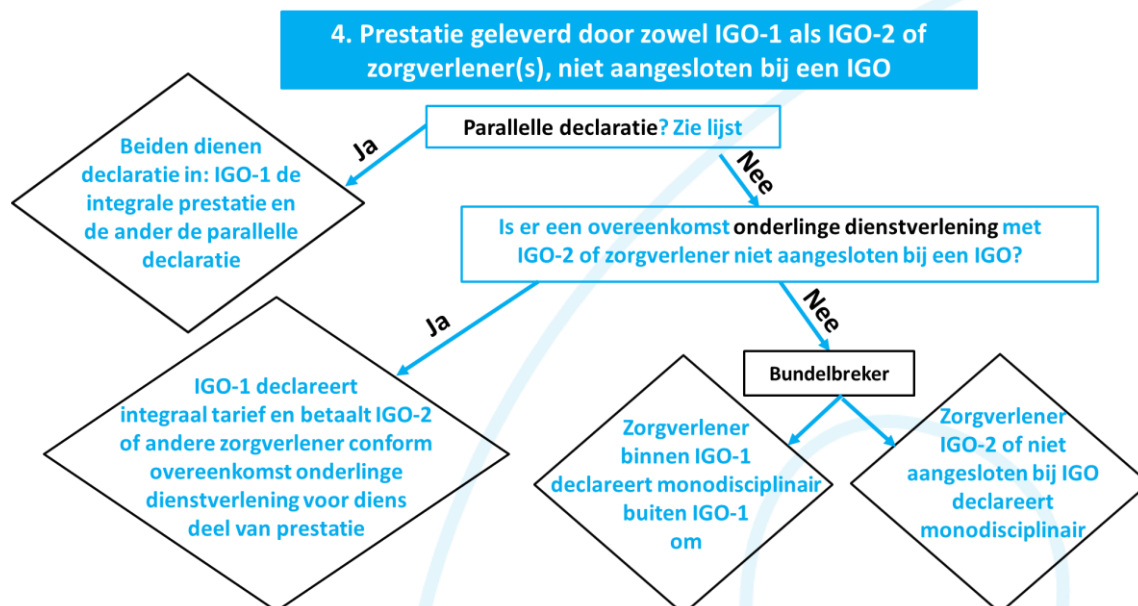 4. Prestatie geleverd door zowel IGO-1 als IGO-2 of
zorgverlener(s), niet aangesloten bij een IGO
Parallelle declaratie? Zie lijst
Ja
Nee
Beiden dienen
declaratie in: IGO-1 de
integrale prestatie en
de ander de parallelle
declaratie
Is er een overeenkomst onderlinge dienstverlening met
IGO-2 of zorgverlener niet aangesloten bij een IGO?
Ja
Nee
IGO-1 declareert
integraal tarief en betaalt IGO-2
of andere zorgverlener conform
overeenkomst onderlinge
dienstverlening voor diens
deel van prestatie
Bundelbreker
Zorgverlener
binnen IGO-1
declareert monodisciplinair
buiten IGO-1
om
Zorgverlener
IGO-2 of niet
aangesloten bij IGO
declareert
monodisciplinair